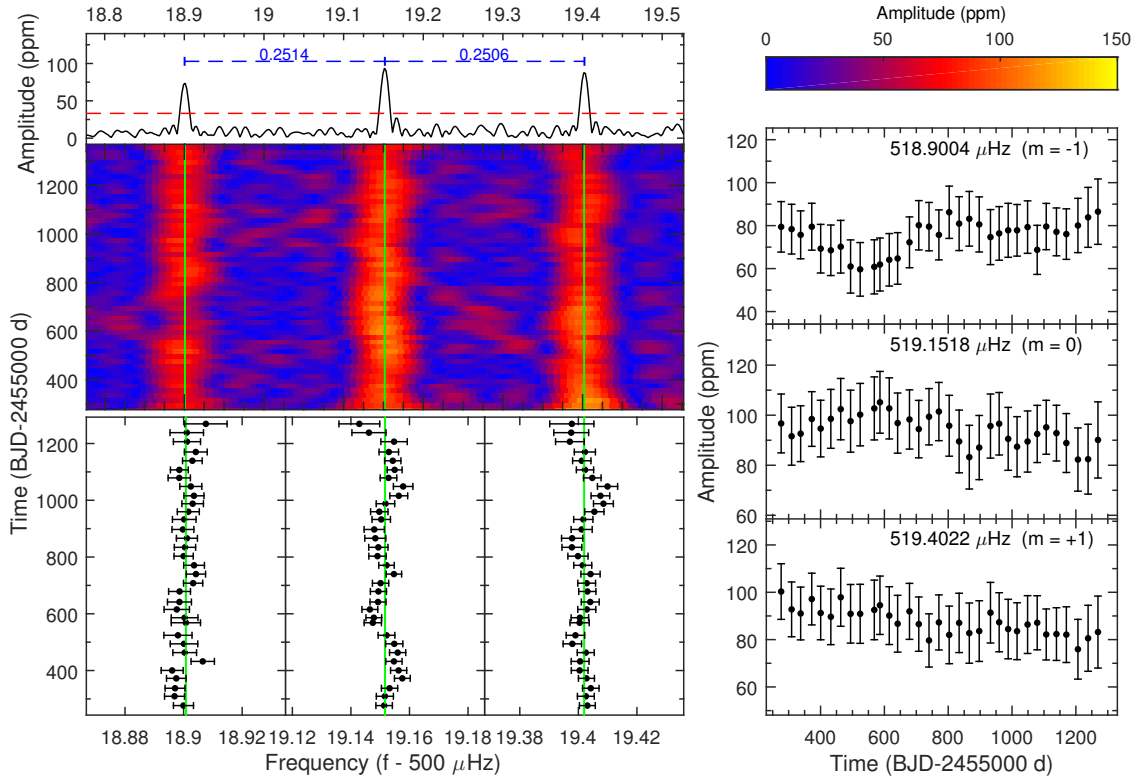 18.8 18.9 19 19.1 19.2 19.3 19.4 19.5
Amplitude (ppm)
100
50
0
0.2514 0.2506
Time (BJD-2455000 d)
1200
1000
800
600
400
1200
1000
800
600
400
18.88 18.9 18.92 19.12 19.14 19.16 19.18 19.38 19.4 19.42
Frequency (f - 500 μHz)
Amplitude (ppm)
0 50 100 150
Amplitude (ppm)
518.9004 μHz (m = -1)
120
100
80
60
40
519.1518 μHz (m = 0)
120
100
80
60
519.4022 μHz (m = +1)
120
100
80
60
400 600 800 1000 1200
Time (BJD-2455000 d)